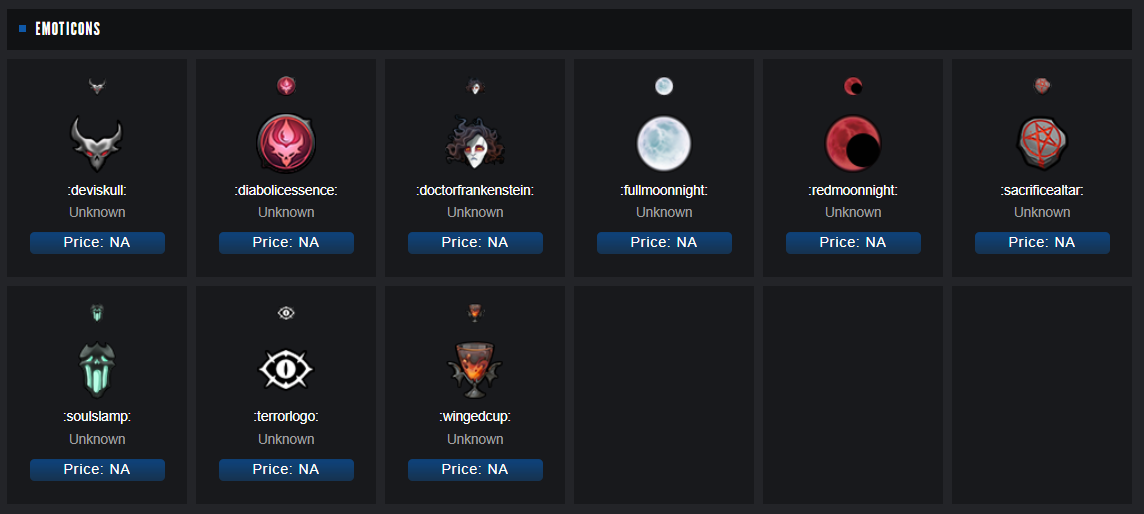 EMOTICONS
:deviskull: :diabolicessence: :doctorfrankenstein: :fullmoonnight: :redmoonnight: :sacrificealtar:
Unknown Unknown Unknown Unknown Unknown Unknown
Price: NA Price: NA Price: NA Price: NA Price: NA Price: NA
:soulslamp: :terrorlogo: :wingedcup:
Unknown Unknown Unknown
Price: NA Price: NA Price: NA